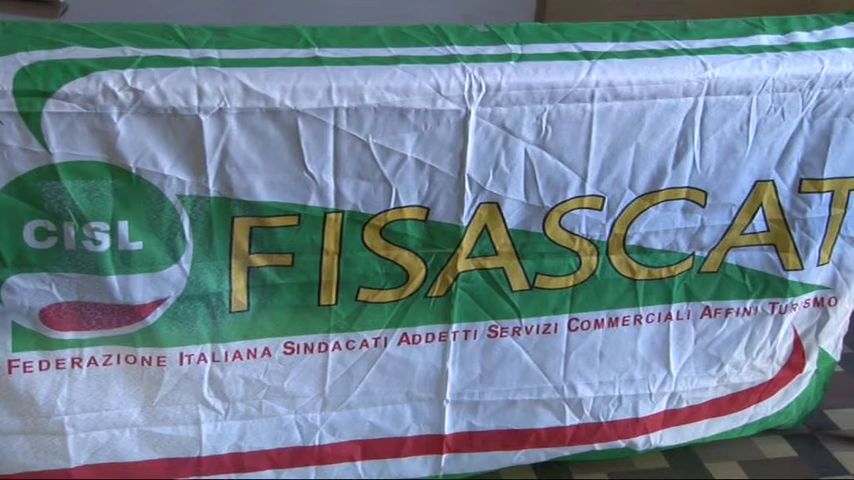 CISL
FISASCAT
FEDERAZIONE ITALIANA SINDACATI ADDETTI SERVIZI COMMERCIALI AFFINI TURISMO